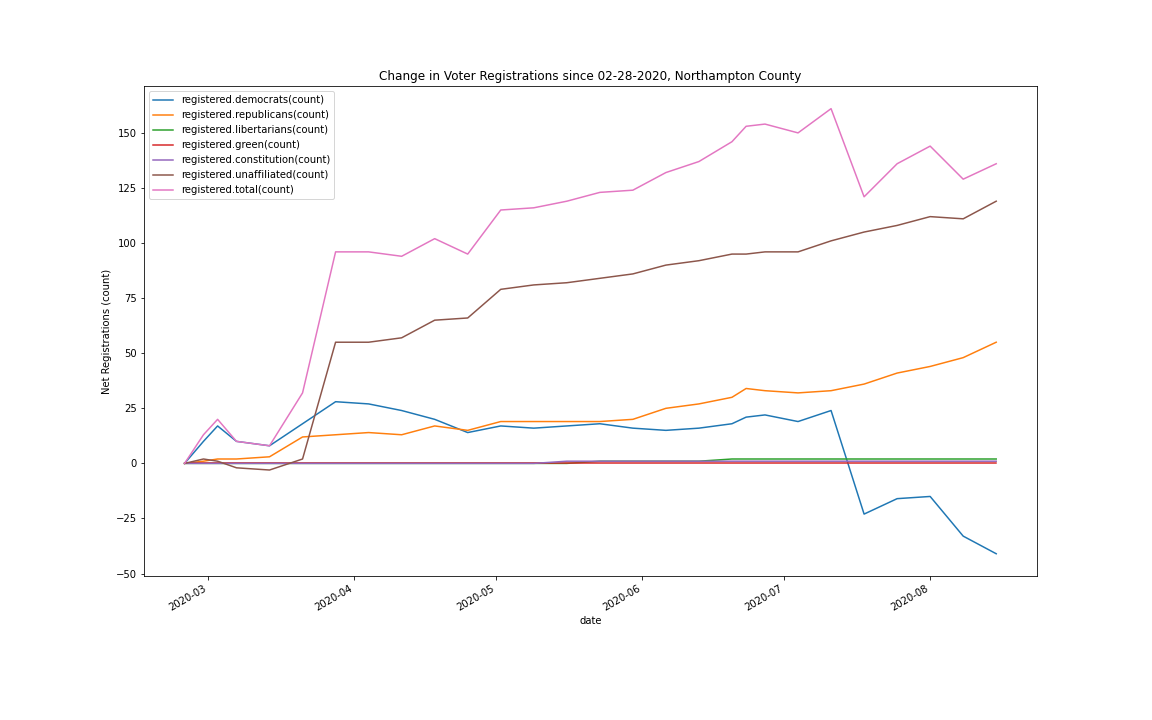 Change in Voter Registrations since 02-28-2020, Northampton County
registered.democrats(count)
registered.republicans(count)
registered.libertarians(count)
registered.green(count)
registered.constitution(count)
registered.unaffiliated(count)
registered.total(count)
Net Registrations (count)
150
125
100
75
50
25
0
−25
−50
2020-03
2020-04
2020-05
2020-06
2020-07
2020-08
date